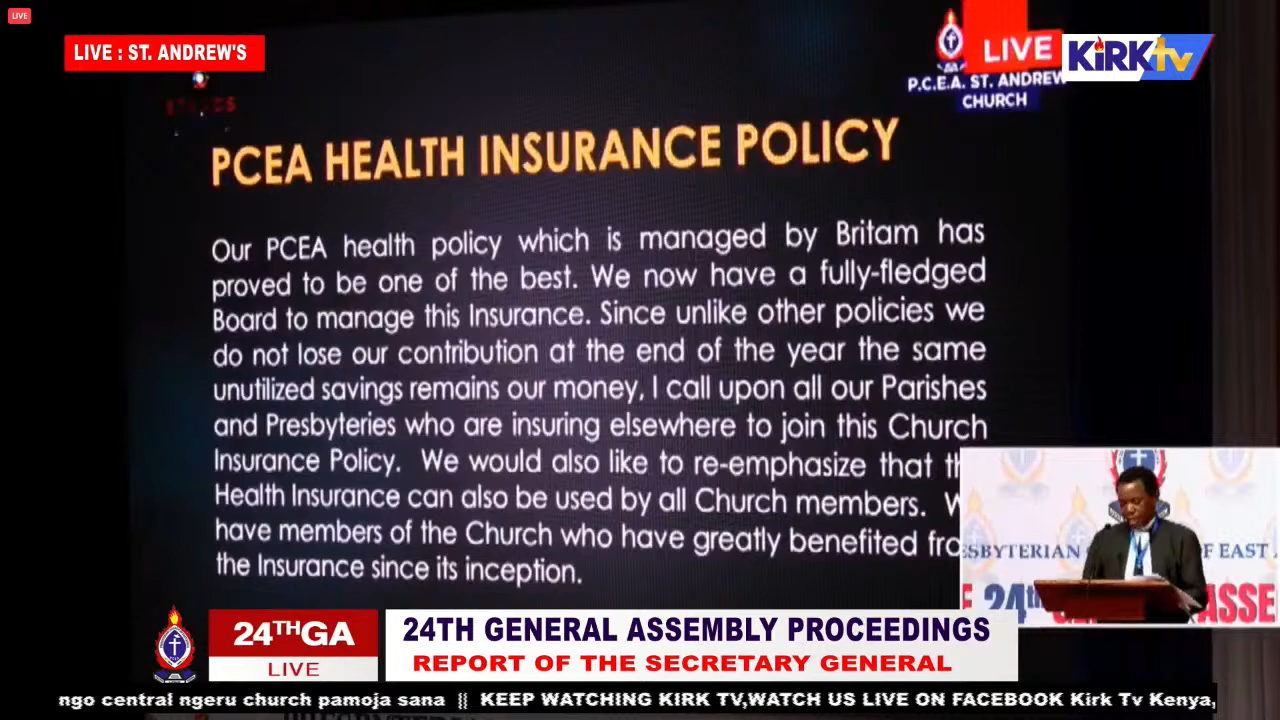 LIVE
LIVE : ST. ANDREW'S
LIVE
KiRKtv
P.C.E.A. ST. ANDREW
CHURCH
PCEA HEALTH INSURANCE POLICY
Our PCEA health policy which is managed by Britam has
proved to be one of the best. We now have a fully-fledged
Board to manage this Insurance. Since unlike other policies we
do not lose our contribution at the end of the year the same
unutilized savings remains our money, I call upon all our Parishes
and Presbyteries who are insuring elsewhere to join this Church
Insurance Policy. We would also like to re-emphasize that th
Health Insurance can also be used by all Church members. W
have members of the Church who have greatly benefited fro
the Insurance since its inception.
ESBYTERIAN OF EAST
24th ASSE
24THGA
LIVE
24TH GENERAL ASSEMBLY PROCEEDINGS
REPORT OF THE SECRETARY GENERAL
ngo central ngeru church pamoja sana || KEEP WATCHING KIRK TV,WATCH US LIVE ON FACEBOOK Kirk Tv Kenya,